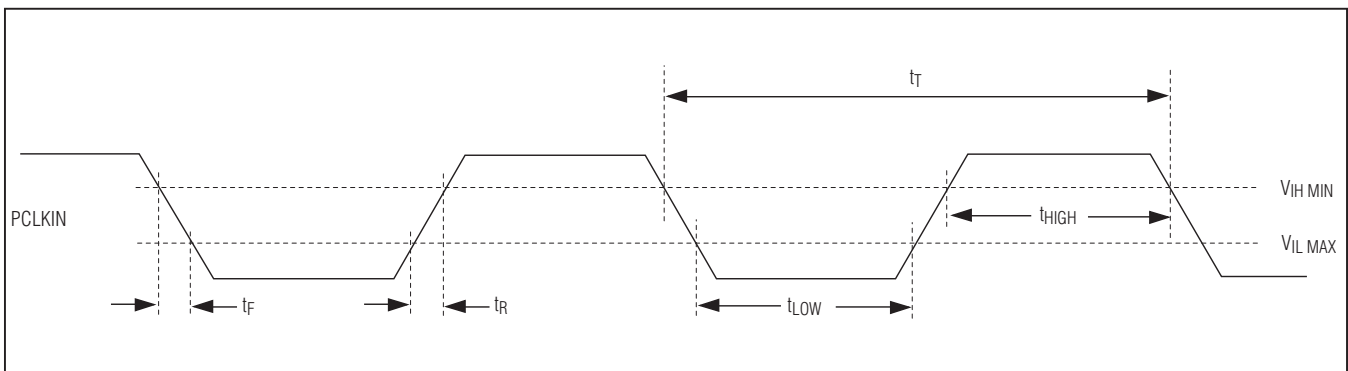 tT
VIH MIN
PCLKIN
tHIGH
VIL MAX
tF
tR
tLOW